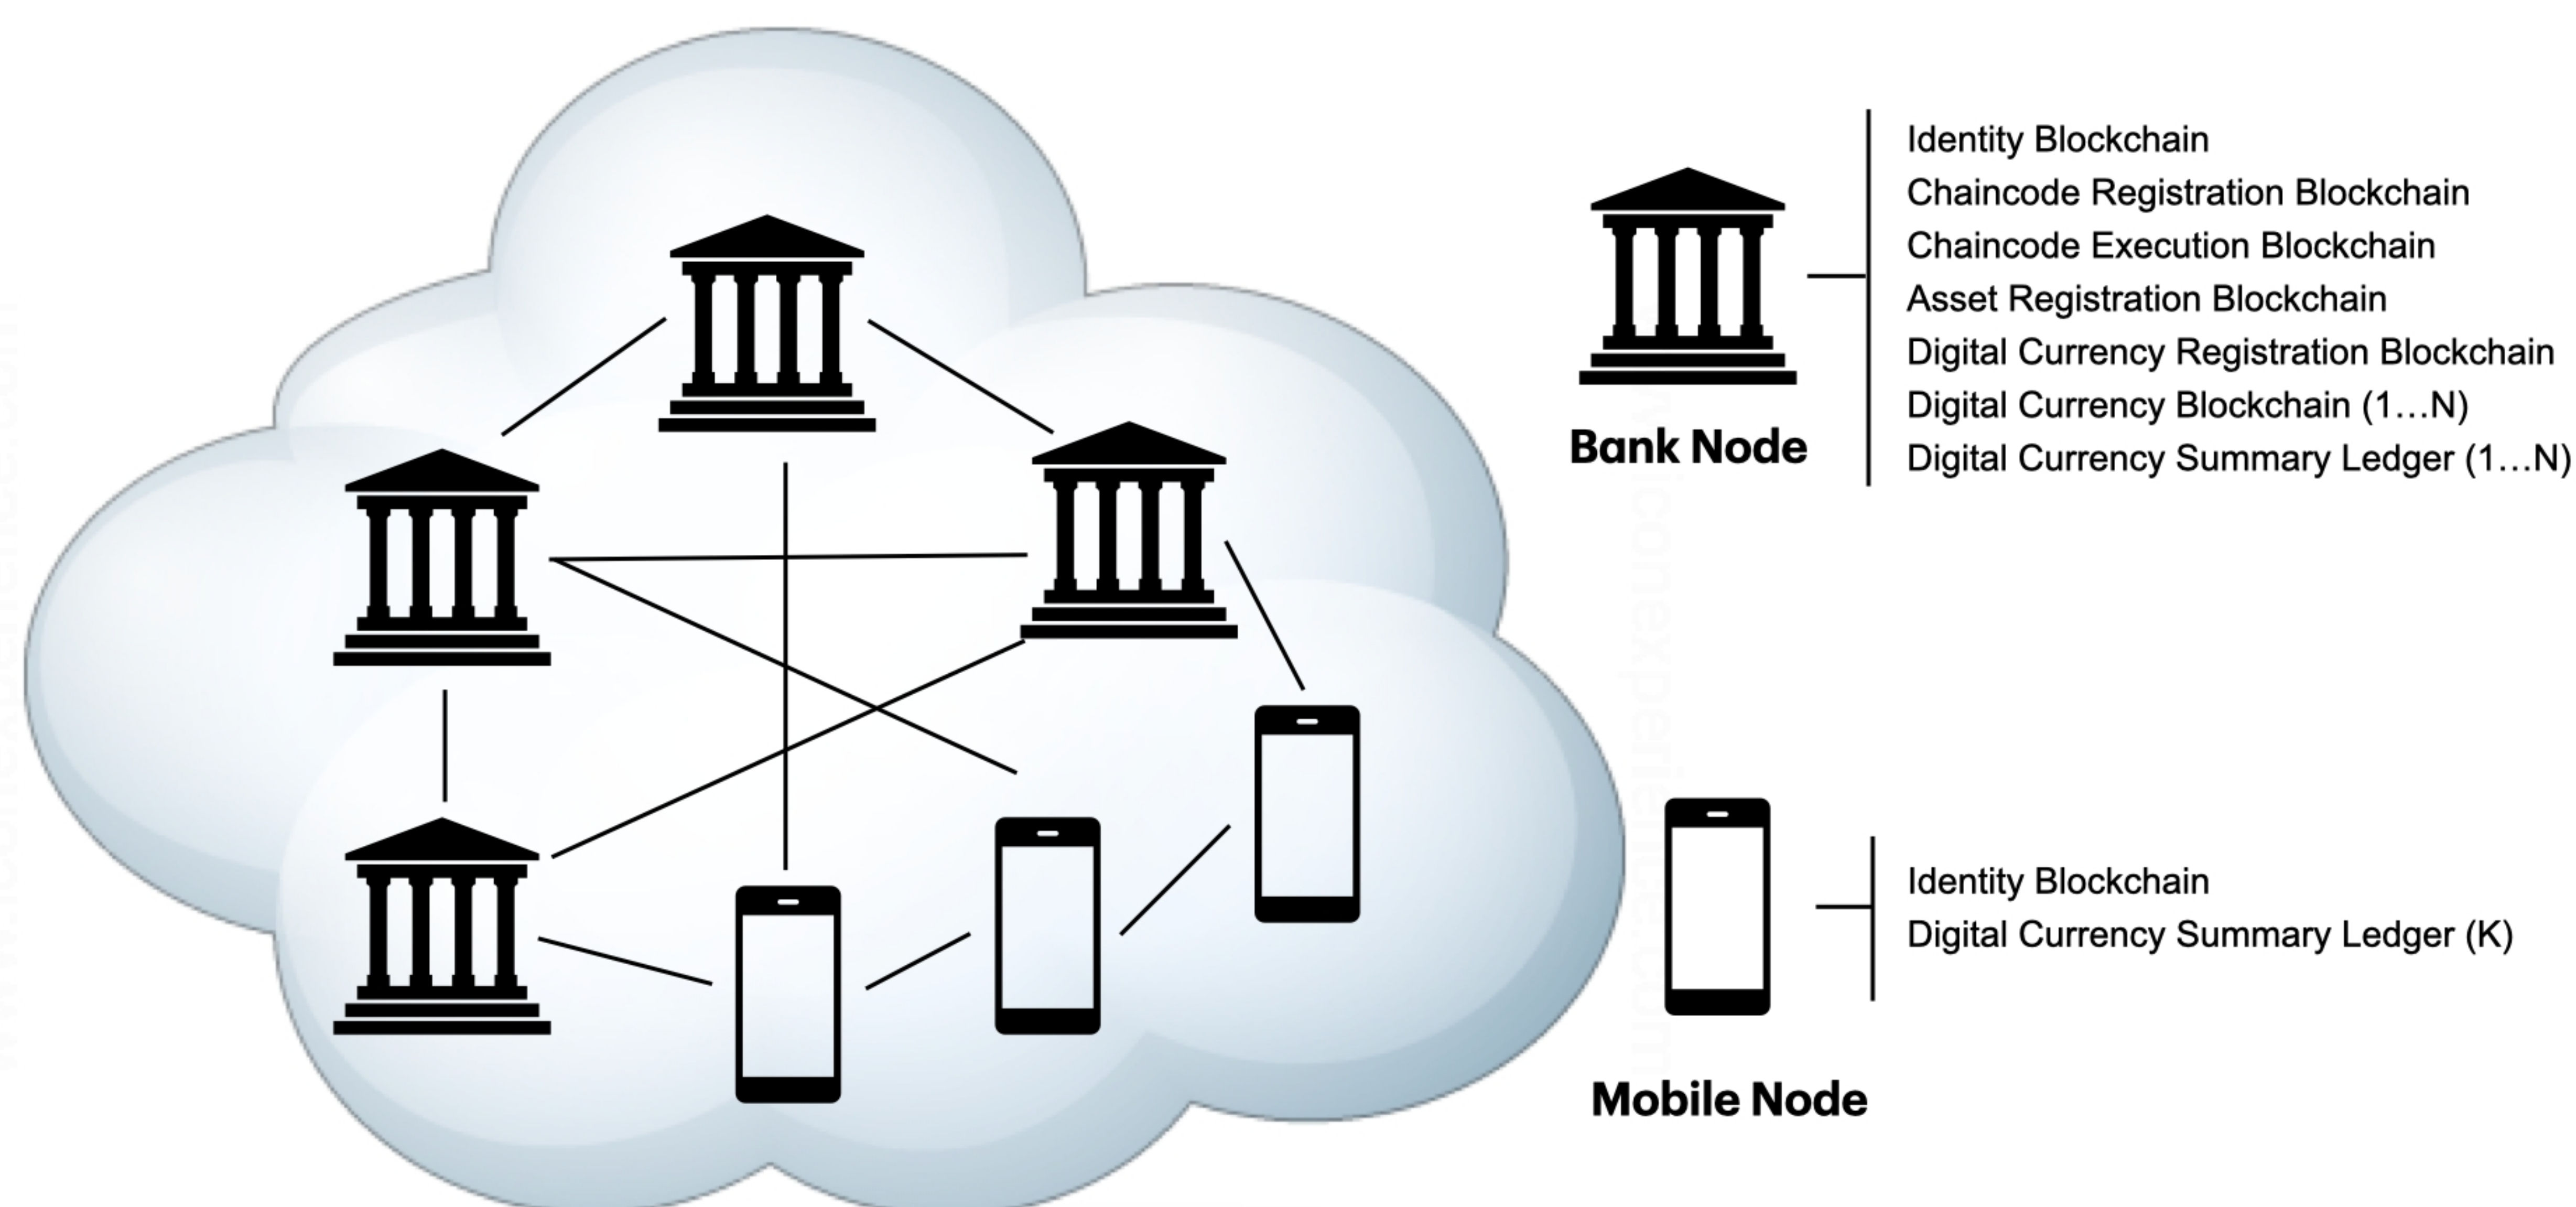 Identity Blockchain
Chaincode Registration Blockchain
Chaincode Execution Blockchain
Asset Registration Blockchain
Digital Currency Registration Blockchain
Digital Currency Blockchain (1...N)
Digital Currency Summary Ledger (1...N)
Bank Node
Identity Blockchain
Digital Currency Summary Ledger (K)
Mobile Node